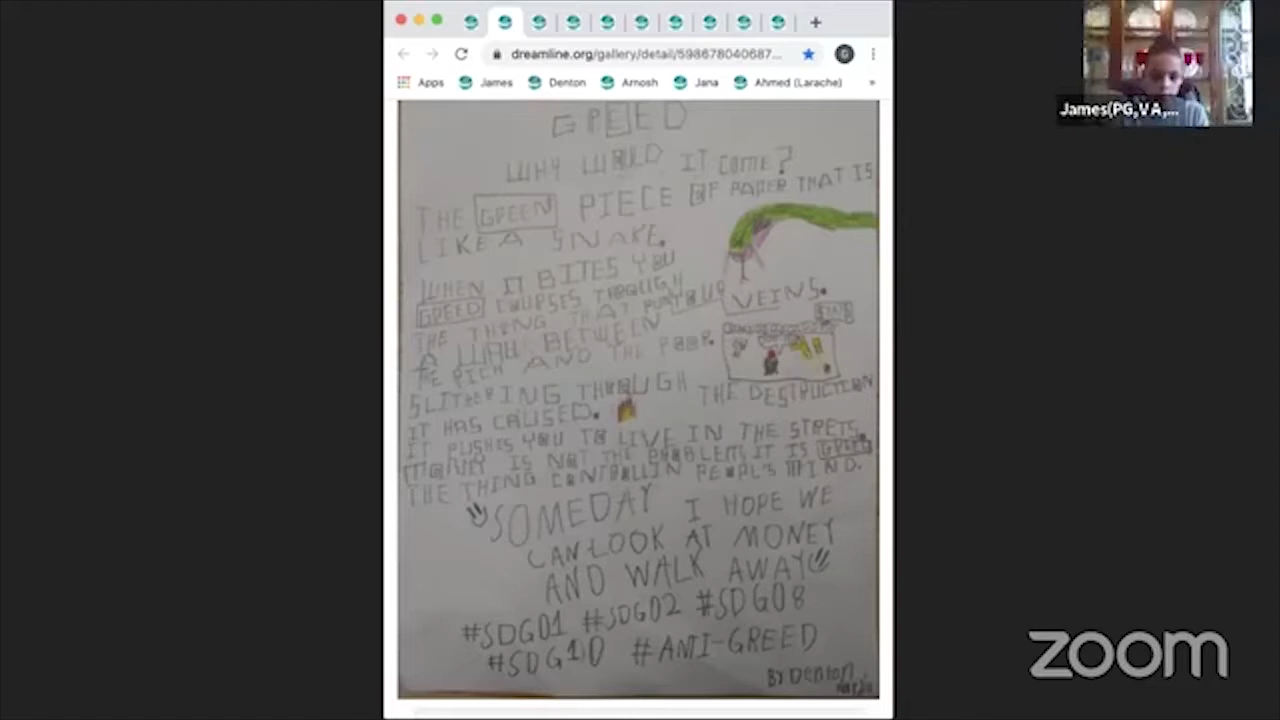 James(PG,VA,...
dreamline.org/gallery/detail/598678040687...
G
Apps James Denton Arnosh Jana Ahmed (Larache) »
GREED
WHY WOULD IT COME?
THE GREEN PIECE OF PAPER THAT IS
LIKE A SNAKE.
WHEN IT BITES YOU
GREED COURSES THROUGH
YOUR VEINS.
THE THING THAT PUT
A WALL BETWEEN
THE RICH AND THE POOR.
SLITHERING THROUGH THE DESTRUCTION
IT HAS CAUSED.
IT PUSHES YOU TO LIVE IN THE STREETS.
MONEY IS NOT THE PROBLEM, IT IS GREED
THE THING CONTROLLIN PEOPL'S MIND.
SOMEDAY I HOPE WE
CAN LOOK AT MONEY
AND WALK AWAY
#SDG01 #SDG02 #SDG08
#SDG10 #ANTI-GREED
BY DENTON
zoom